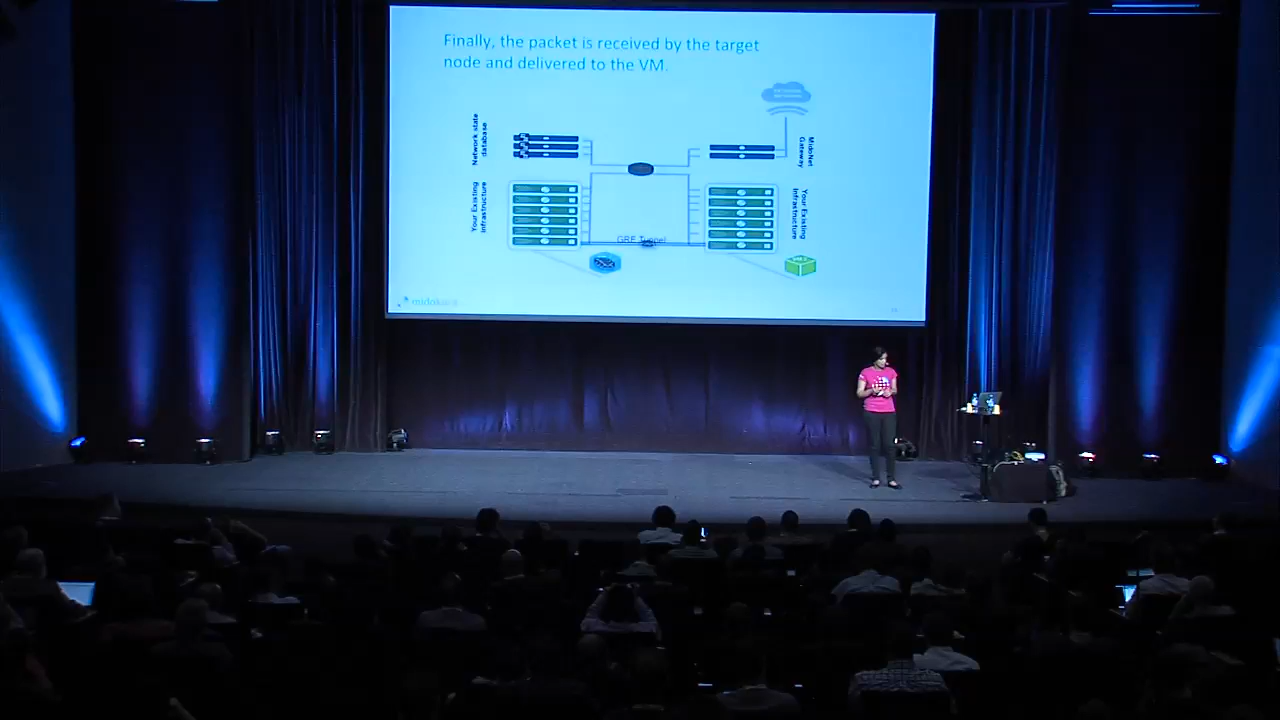 Finally, the packet is received by the target
node and delivered to the VM.
Network state
database
MidoNet
Gateway
Your Existing
Infrastructure
Your Existing
Infrastructure
GRE Tunnel
midokura